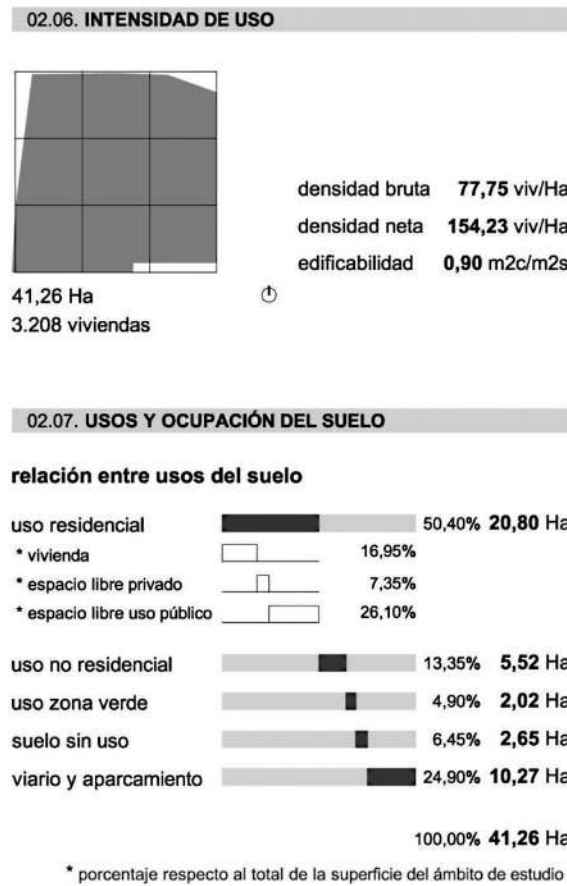 02.06. INTENSIDAD DE USO
densidad bruta 77,75 viv/Ha
densidad neta 154,23 viv/Ha
edificabilidad 0,90 m2c/m2s
41,26 Ha
3.208 viviendas
02.07. USOS Y OCUPACIÓN DEL SUELO
relación entre usos del suelo
uso residencial 50,40% 20,80 Ha
* vivienda 16,95%
* espacio libre privado 7,35%
* espacio libre uso público 26,10%
uso no residencial 13,35% 5,52 Ha
uso zona verde 4,90% 2,02 Ha
suelo sin uso 6,45% 2,65 Ha
viario y aparcamiento 24,90% 10,27 Ha
100,00% 41,26 Ha
* porcentaje respecto al total de la superficie del ámbito de estudio